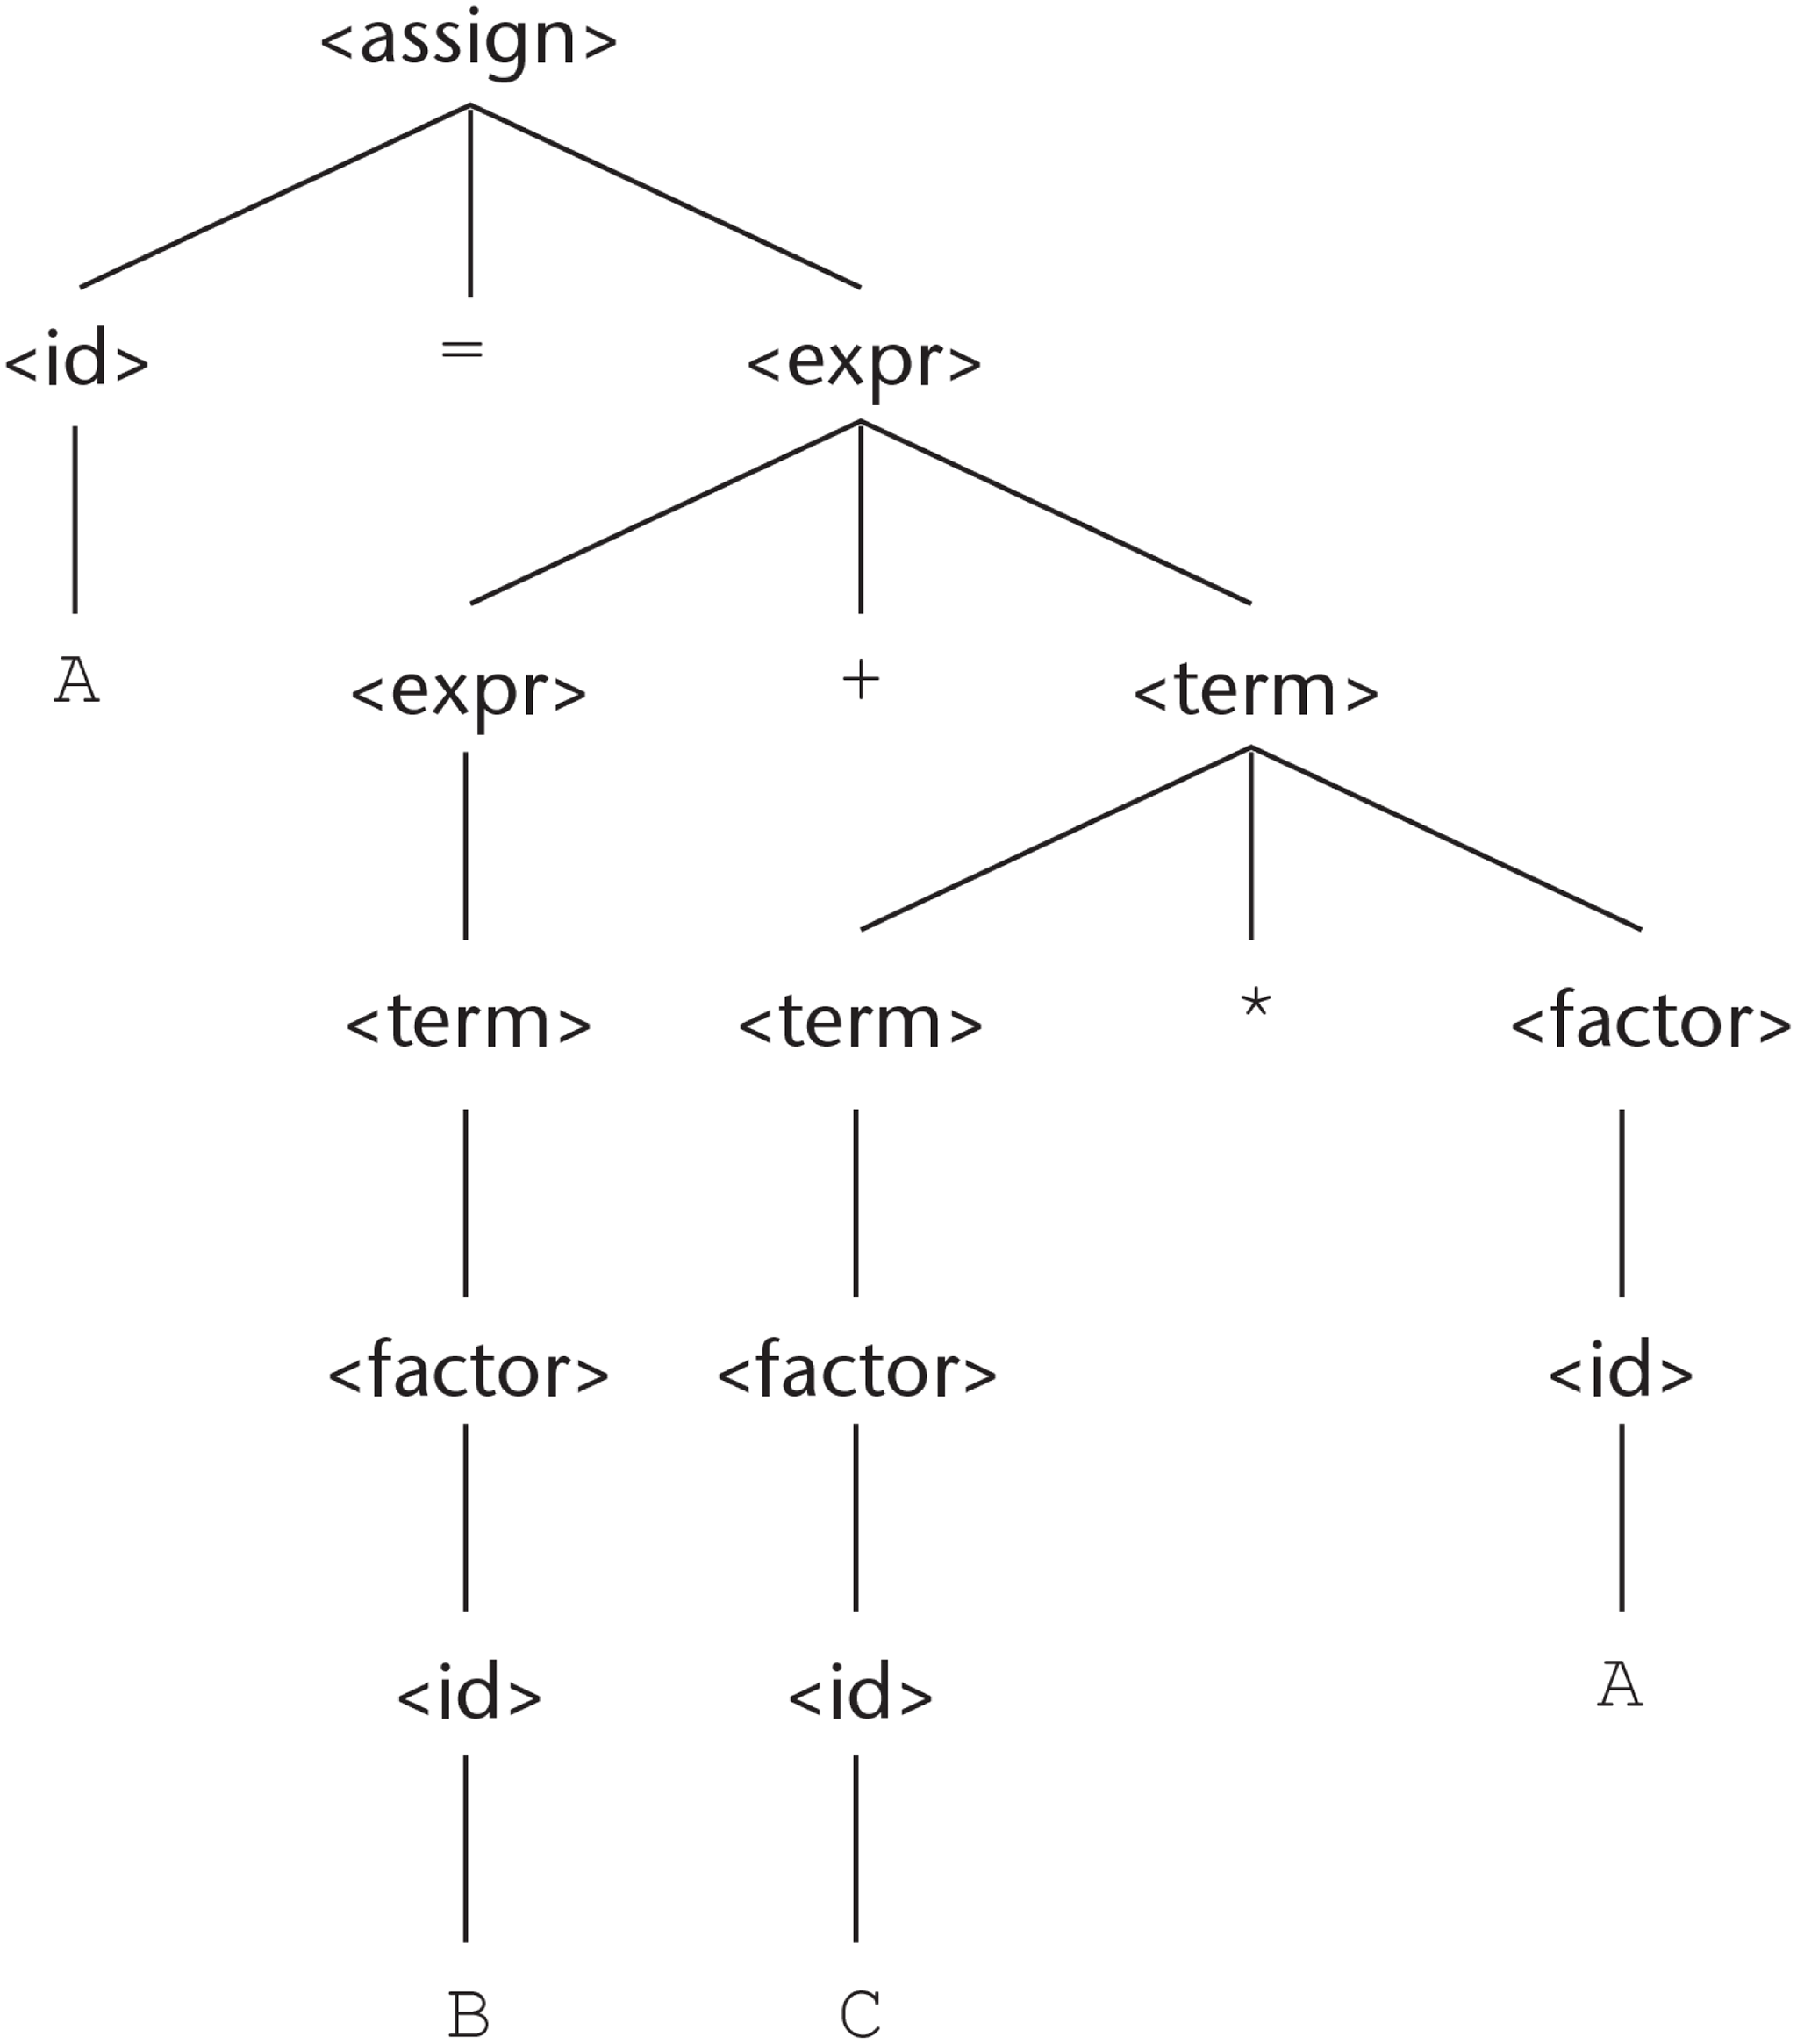 <assign>
<id> = <expr>
A <expr> + <term>
<term> <term> * <factor>
<factor> <factor> <id>
<id> <id> A
B C